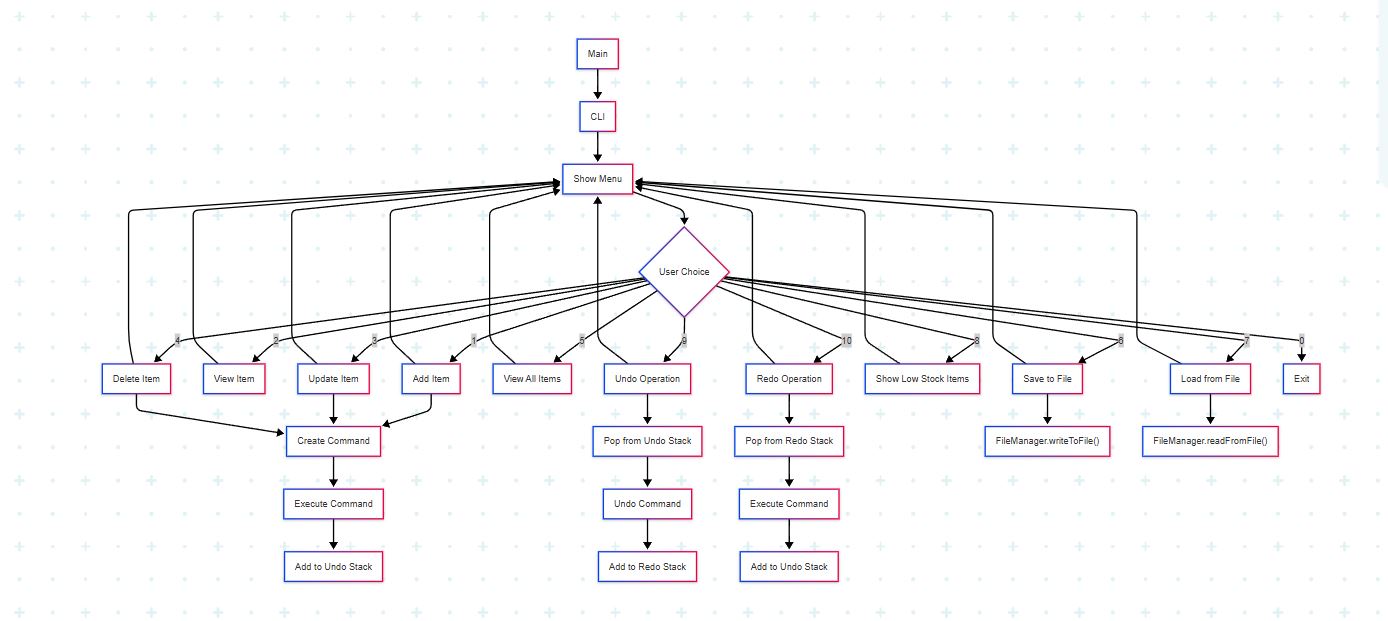 Main
CLI
Show Menu
User Choice
4
2
3
1
5
9
10
8
6
7
0
Delete Item
View Item
Update Item
Add Item
View All Items
Undo Operation
Redo Operation
Show Low Stock Items
Save to File
Load from File
Exit
Create Command
Pop from Undo Stack
Pop from Redo Stack
FileManager.writeToFile()
FileManager.readFromFile()
Execute Command
Undo Command
Execute Command
Add to Undo Stack
Add to Redo Stack
Add to Undo Stack